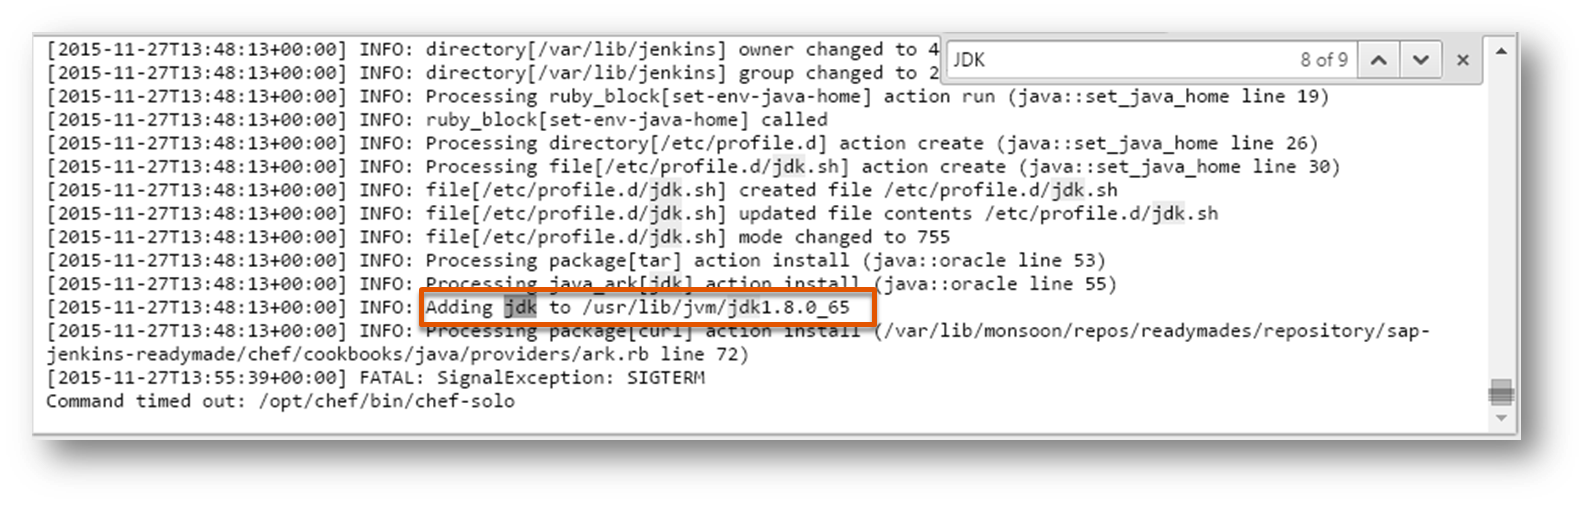 [2015-11-27T13:48:13+00:00] INFO: directory[/var/lib/jenkins] owner changed to 4
JDK 8 of 9
[2015-11-27T13:48:13+00:00] INFO: directory[/var/lib/jenkins] group changed to 2
[2015-11-27T13:48:13+00:00] INFO: Processing ruby_block[set-env-java-home] action run (java::set_java_home line 19)
[2015-11-27T13:48:13+00:00] INFO: ruby_block[set-env-java-home] called
[2015-11-27T13:48:13+00:00] INFO: Processing directory[/etc/profile.d] action create (java::set_java_home line 26)
[2015-11-27T13:48:13+00:00] INFO: Processing file[/etc/profile.d/jdk.sh] action create (java::set_java_home line 30)
[2015-11-27T13:48:13+00:00] INFO: file[/etc/profile.d/jdk.sh] created file /etc/profile.d/jdk.sh
[2015-11-27T13:48:13+00:00] INFO: file[/etc/profile.d/jdk.sh] updated file contents /etc/profile.d/jdk.sh
[2015-11-27T13:48:13+00:00] INFO: file[/etc/profile.d/jdk.sh] mode changed to 755
[2015-11-27T13:48:13+00:00] INFO: Processing package[tar] action install (java::oracle line 53)
[2015-11-27T13:48:13+00:00] INFO: Processing java_ark[jdk] action install (java::oracle line 55)
[2015-11-27T13:48:13+00:00] INFO: Adding jdk to /usr/lib/jvm/jdk1.8.0_65
[2015-11-27T13:48:13+00:00] INFO: Processing package[curl] action install (/var/lib/monsoon/repos/readymades/repository/sap-
jenkins-readymade/chef/cookbooks/java/providers/ark.rb line 72)
[2015-11-27T13:55:39+00:00] FATAL: SignalException: SIGTERM
Command timed out: /opt/chef/bin/chef-solo